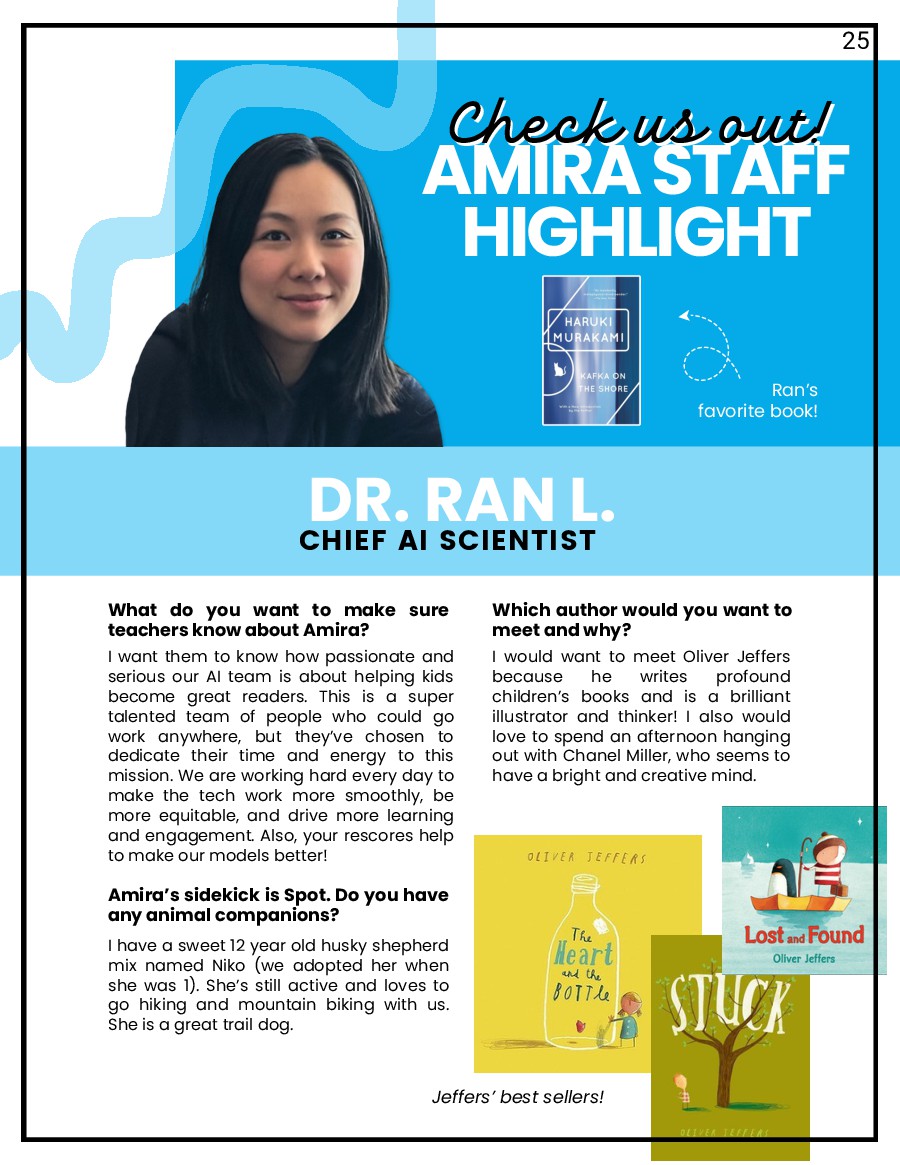 25
Check us out!
AMIRA STAFF
HIGHLIGHT
HARUKI
MURAKAMI
KAFKA ON
THE SHORE
Ran's
favorite book!
DR. RAN L.
CHIEF AI SCIENTIST
What do you want to make sure
teachers know about Amira?
I want them to know how passionate and
serious our AI team is about helping kids
become great readers. This is a super
talented team of people who could go
work anywhere, but they've chosen to
dedicate their time and energy to this
mission. We are working hard every day to
make the tech work more smoothly, be
more equitable, and drive more learning
and engagement. Also, your rescores help
to make our models better!
Amira's sidekick is Spot. Do you have
any animal companions?
I have a sweet 12 year old husky shepherd
mix named Niko (we adopted her when
she was 1). She's still active and loves to
go hiking and mountain biking with us.
She is a great trail dog.
Which author would you want to
meet and why?
I would want to meet Oliver Jeffers
because he writes profound
children's books and is a brilliant
illustrator and thinker! I also would
love to spend an afternoon hanging
out with Chanel Miller, who seems to
have a bright and creative mind.
OLIVER JEFFERS
The
Heart
and the
BOTTLe
Lost and Found
Oliver Jeffers
STUCK
OLIVER JEFFERS
Jeffers' best sellers!